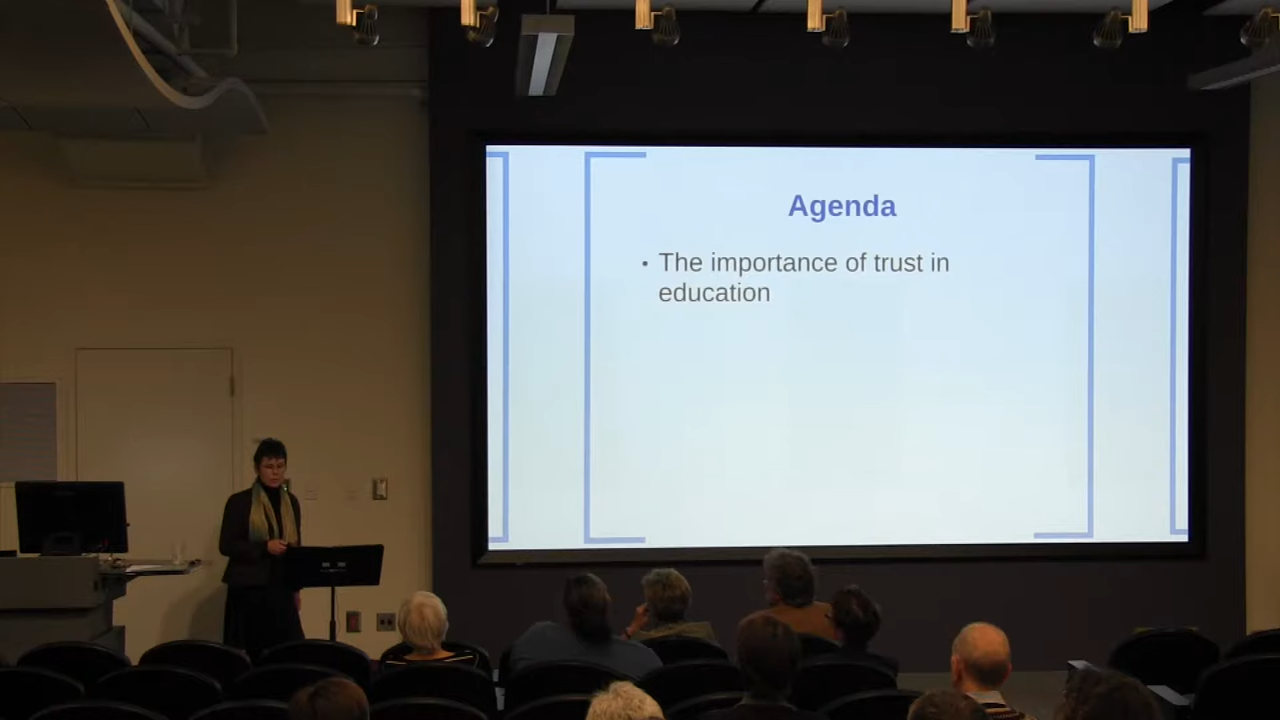 Agenda
• The importance of trust in
education